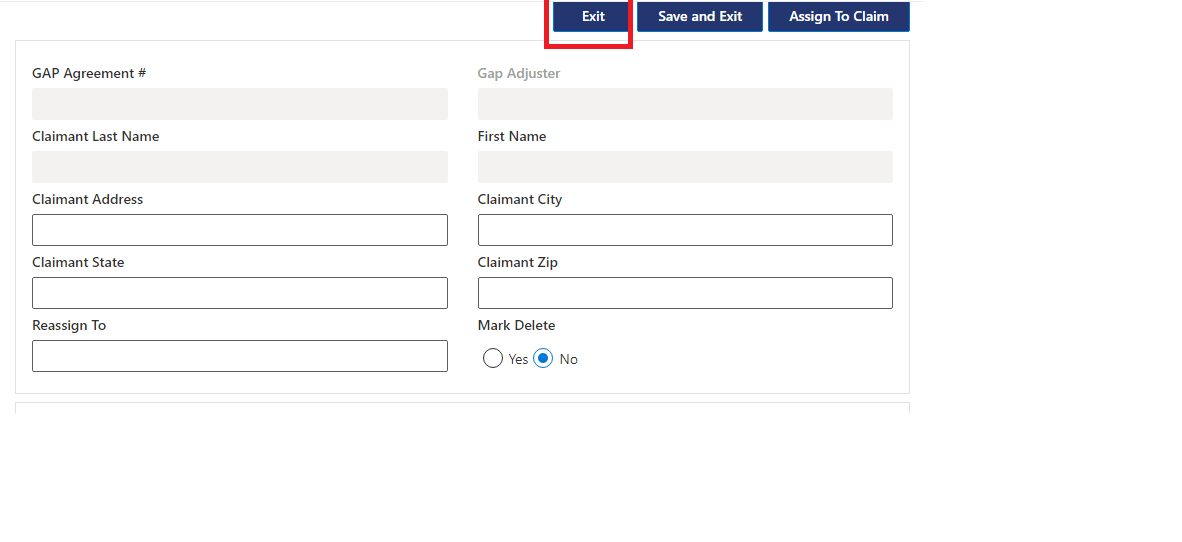 Exit Save and Exit Assign To Claim
GAP Agreement # Gap Adjuster
Claimant Last Name First Name
Claimant Address Claimant City
Claimant State Claimant Zip
Reassign To Mark Delete
Yes No